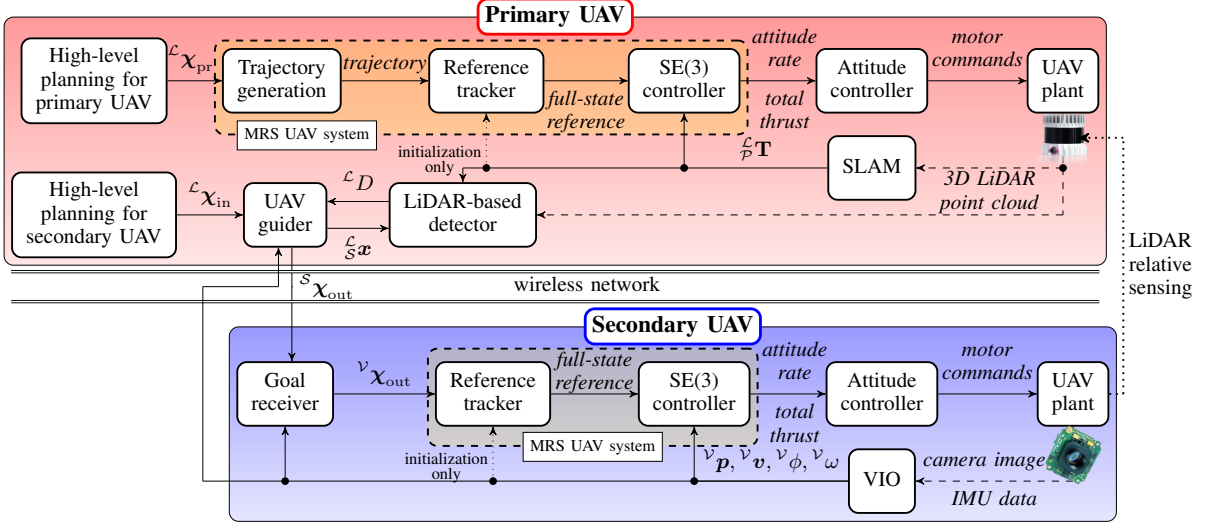 Primary UAV
High-level
planning for
primary UAV
ᴸχ_pr
Trajectory
generation
trajectory
Reference
tracker
full-state
reference
SE(3)
controller
attitude
rate
total
thrust
Attitude
controller
motor
commands
UAV
plant
MRS UAV system
initialization
only
ᴸ_P T
SLAM
3D LiDAR
point cloud
High-level
planning for
secondary UAV
ᴸχ_in
UAV
guider
ᴸD
ᴸ_S x
LiDAR-based
detector
LiDAR
relative
sensing
ˢχ_out
wireless network
Secondary UAV
Goal
receiver
ⱽχ_out
Reference
tracker
full-state
reference
SE(3)
controller
attitude
rate
total
thrust
Attitude
controller
motor
commands
UAV
plant
MRS UAV system
initialization
only
ⱽp, ⱽv, ⱽϕ, ⱽω
VIO
camera image
IMU data